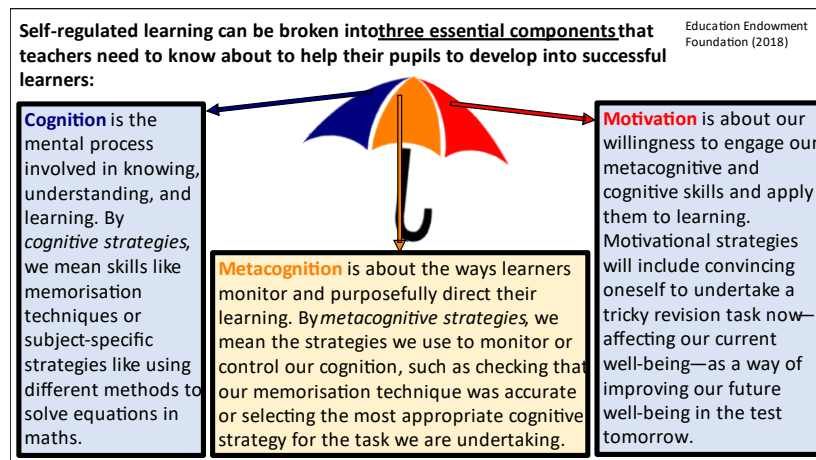 Self-regulated learning can be broken into three essential components that
teachers need to know about to help their pupils to develop into successful
learners:
Education Endowment
Foundation (2018)
Cognition is the
mental process
involved in knowing,
understanding, and
learning. By
cognitive strategies,
we mean skills like
memorisation
techniques or
subject-specific
strategies like using
different methods to
solve equations in
maths.
Metacognition is about the ways learners
monitor and purposefully direct their
learning. By metacognitive strategies, we
mean the strategies we use to monitor or
control our cognition, such as checking that
our memorisation technique was accurate
or selecting the most appropriate cognitive
strategy for the task we are undertaking.
Motivation is about our
willingness to engage our
metacognitive and
cognitive skills and apply
them to learning.
Motivational strategies
will include convincing
oneself to undertake a
tricky revision task now—
affecting our current
well-being—as a way of
improving our future
well-being in the test
tomorrow.